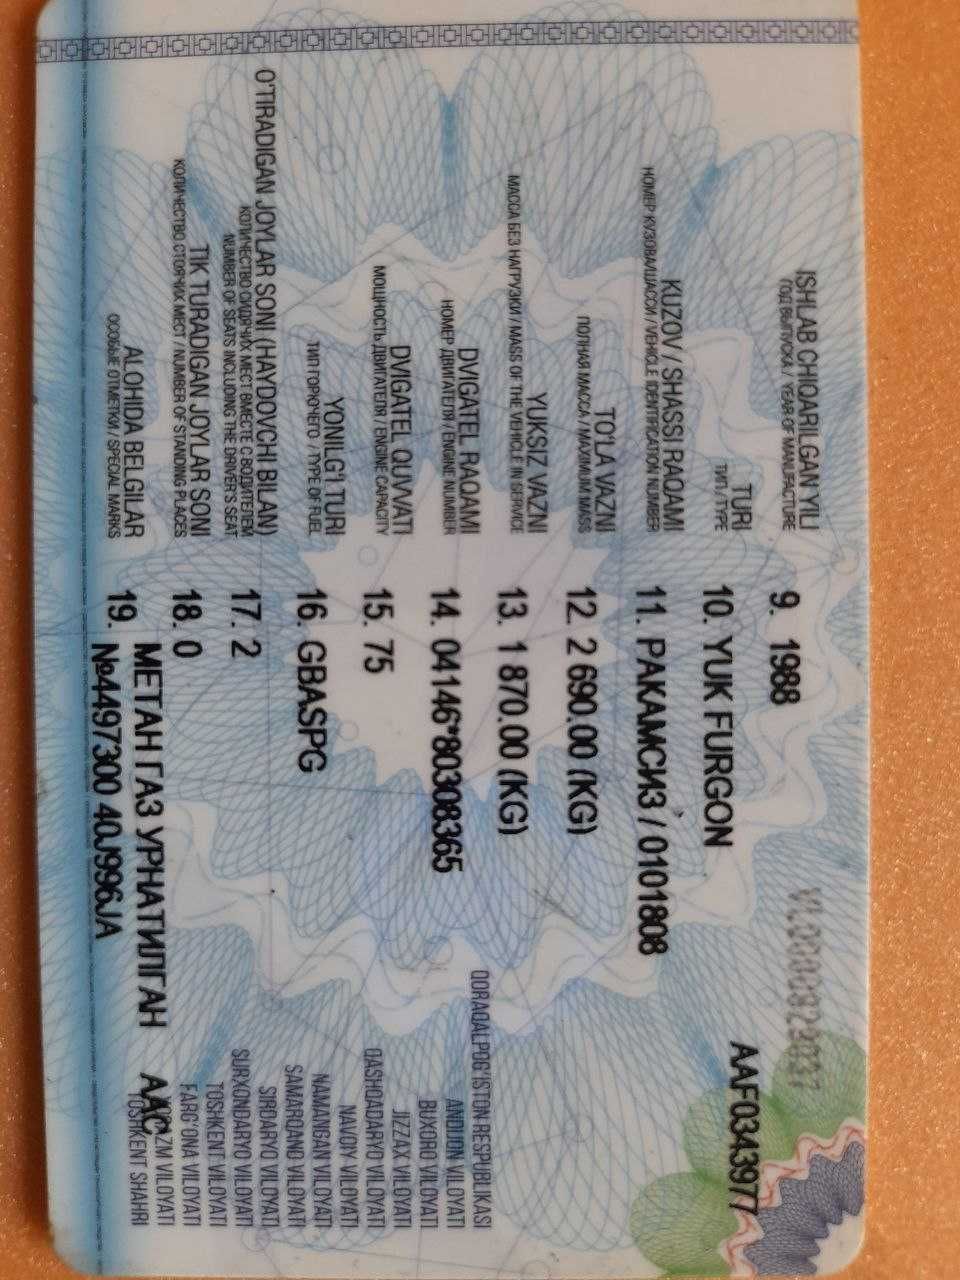 VL0000929037
AAF0343977
ISHLAB CHIQARILGAN YILI 9. 1988
ГОД ВЫПУСКА / YEAR OF MANUFACTURE
TURI 10. YUK FURGON
ТИП / TYPE
KUZOV / SHASSI RAQAMI 11. РАКАМСИЗ / 0101808
НОМЕР КУЗОВА/ШАССИ / VEHICLE IDENTIFICATION NUMBER
TO'LA VAZNI 12. 2 690.00 (KG)
ПОЛНАЯ МАССА / MAXIMUM MASS
YUKSIZ VAZNI 13. 1 870.00 (KG)
МАССА БЕЗ НАГРУЗКИ / MASS OF THE VEHICLE IN SERVICE
DVIGATEL RAQAMI 14. 04146*80308365
НОМЕР ДВИГАТЕЛЯ / ENGINE NUMBER
DVIGATEL QUVVATI 15. 75
МОЩНОСТЬ ДВИГАТЕЛЯ / ENGINE CAPACITY
YONILG'I TURI 16. GBASPG
ТИП ГОРЮЧЕГО / TYPE OF FUEL
O'TIRADIGAN JOYLAR SONI (HAYDOVCHI BILAN) 17. 2
КОЛИЧЕСТВО СИДЯЧИХ МЕСТ ВМЕСТЕ С ВОДИТЕЛЕМ
NUMBER OF SEATS INCLUDING THE DRIVER'S SEAT
TIK TURADIGAN JOYLAR SONI 18. 0
КОЛИЧЕСТВО СТОЯЧИХ МЕСТ / NUMBER OF STANDING PLACES
ALOHIDA BELGILAR 19. МЕТАН ГАЗ УРНАТИЛГАН AAC
ОСОБЫЕ ОТМЕТКИ / SPECIAL MARKS №4497300 40J996JA
QORAQALPOG'ISTON RESPUBLIKASI
ANDIJON VILOYATI
BUXORO VILOYATI
JIZZAX VILOYATI
QASHQADARYO VILOYATI
NAVOIY VILOYATI
NAMANGAN VILOYATI
SAMARQAND VILOYATI
SIRDARYO VILOYATI
SURXONDARYO VILOYATI
TOSHKENT VILOYATI
FARG'ONA VILOYATI
VILOYATI
TOSHKENT SHAHRI